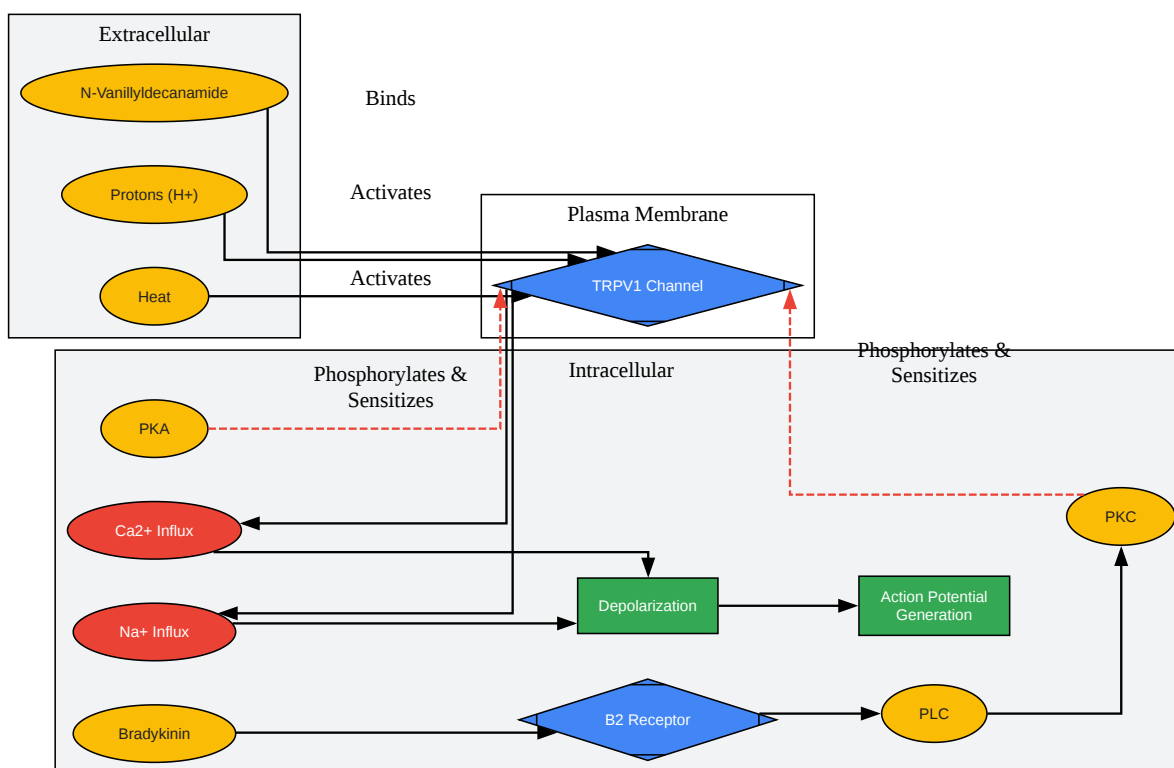 Extracellular
N-Vanillyldecanamide
Binds
Protons (H+)
Activates
Plasma Membrane
Heat
Activates
TRPV1 Channel
Phosphorylates &
Sensitizes
Intracellular
Phosphorylates &
Sensitizes
PKA
Ca2+ Influx
PKC
Depolarization
Action Potential
Generation
Na+ Influx
Bradykinin
B2 Receptor
PLC